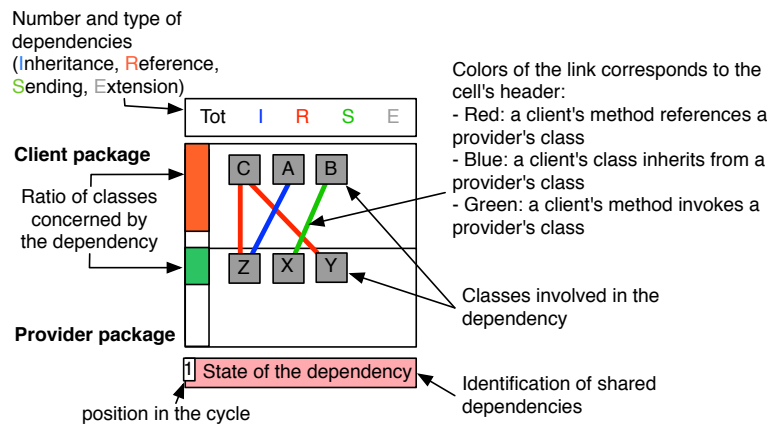 Number and type of
dependencies
(Inheritance, Reference,
Sending, Extension)
Tot I R S E
Colors of the link corresponds to the
cell's header:
- Red: a client's method references a
provider's class
- Blue: a client's class inherits from a
provider's class
- Green: a client's method invokes a
provider's class
Client package
C A B
Ratio of classes
concerned by
the dependency
Z X Y
Classes involved in the
dependency
Provider package
1 State of the dependency
Identification of shared
dependencies
position in the cycle